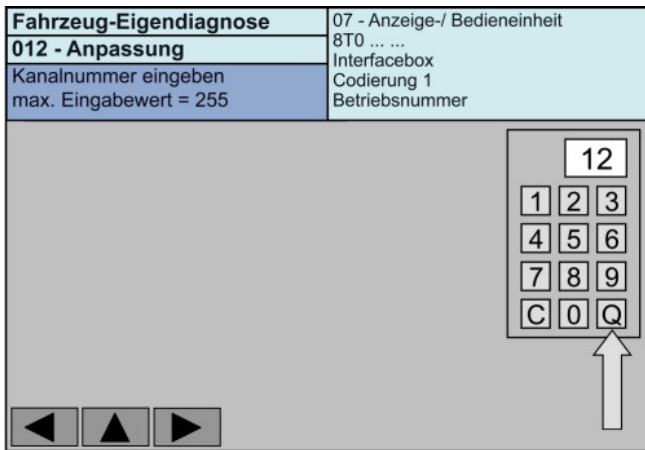 Fahrzeug-Eigendiagnose
012 - Anpassung
Kanalnummer eingeben
max. Eingabewert = 255
07 - Anzeige-/ Bedieneinheit
8T0 ... ...
Interfacebox
Codierung 1
Betriebsnummer
12
1 2 3
4 5 6
7 8 9
C 0 Q